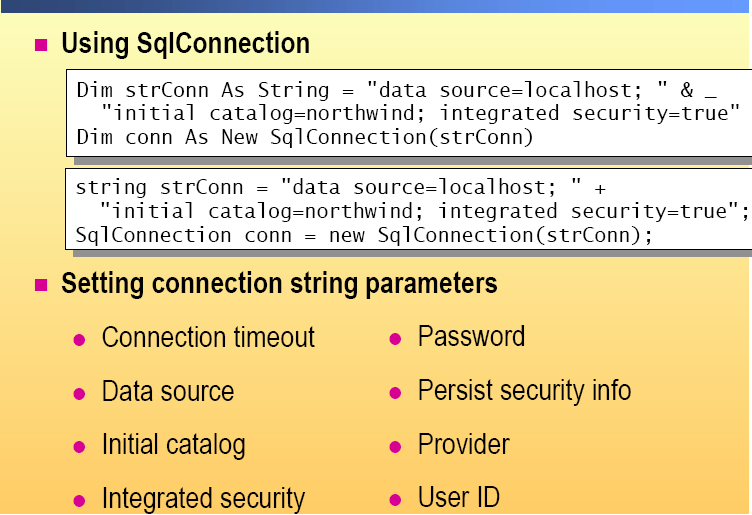 Using SqlConnection
Dim strConn As String = "data source=localhost; " & _
"initial catalog=northwind; integrated security=true"
Dim conn As New SqlConnection(strConn)
string strConn = "data source=localhost; " +
"initial catalog=northwind; integrated security=true";
SqlConnection conn = new SqlConnection(strConn);
Setting connection string parameters
Connection timeout
Data source
Initial catalog
Integrated security
Password
Persist security info
Provider
User ID